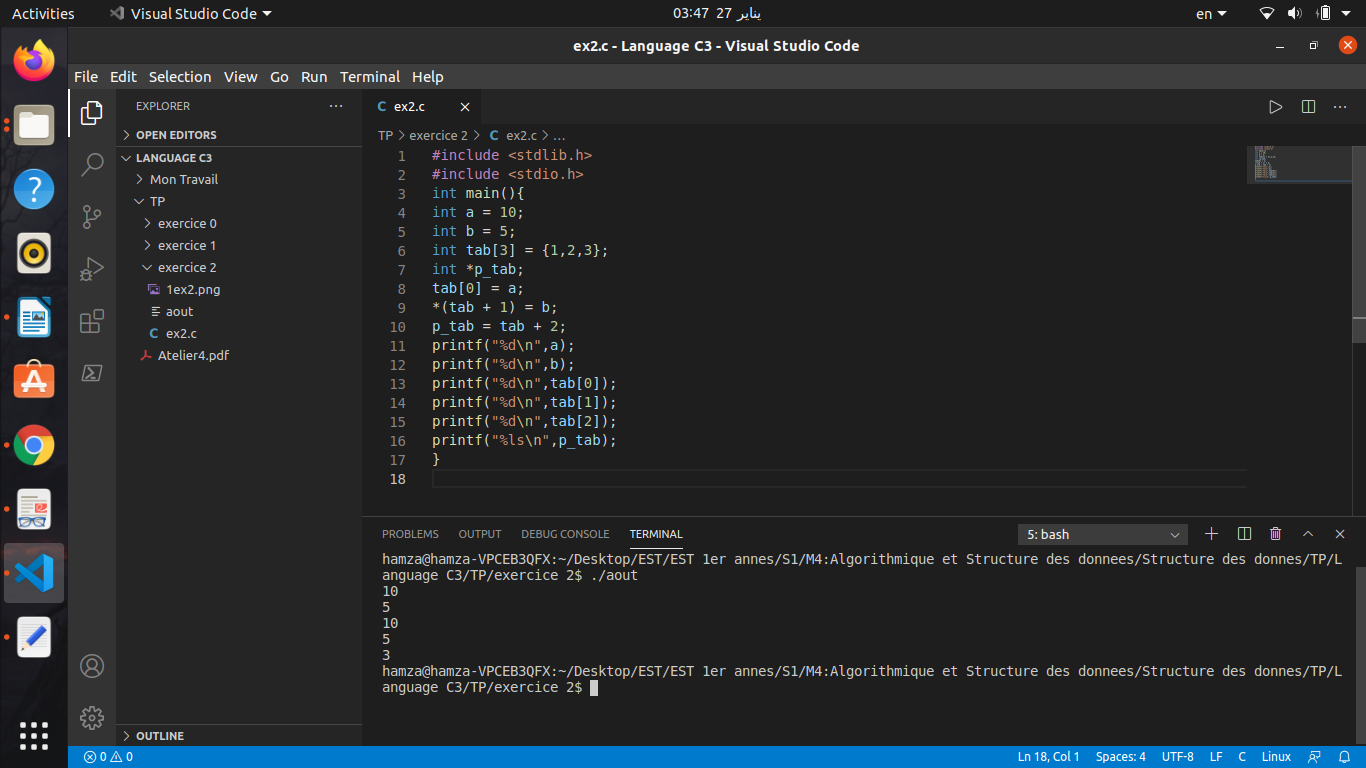 Activities Visual Studio Code 03:47 27 يناير en
ex2.c - Language C3 - Visual Studio Code
File Edit Selection View Go Run Terminal Help
EXPLORER
OPEN EDITORS
LANGUAGE C3
Mon Travail
TP
exercice 0
exercice 1
exercice 2
1ex2.png
aout
C ex2.c
Atelier4.pdf
OUTLINE
C ex2.c
TP > exercice 2 > C ex2.c > ...
1 #include <stdlib.h>
2 #include <stdio.h>
3 int main(){
4 int a = 10;
5 int b = 5;
6 int tab[3] = {1,2,3};
7 int *p_tab;
8 tab[0] = a;
9 *(tab + 1) = b;
10 p_tab = tab + 2;
11 printf("%d\n",a);
12 printf("%d\n",b);
13 printf("%d\n",tab[0]);
14 printf("%d\n",tab[1]);
15 printf("%d\n",tab[2]);
16 printf("%ls\n",p_tab);
17 }
18
PROBLEMS OUTPUT DEBUG CONSOLE TERMINAL 5: bash
hamza@hamza-VPCEB3QFX:~/Desktop/EST/EST 1er annes/S1/M4:Algorithmique et Structure des donnees/Structure des donnes/TP/L
anguage C3/TP/exercice 2$ ./aout
10
5
10
5
3
hamza@hamza-VPCEB3QFX:~/Desktop/EST/EST 1er annes/S1/M4:Algorithmique et Structure des donnees/Structure des donnes/TP/L
anguage C3/TP/exercice 2$
0 0 Ln 18, Col 1 Spaces: 4 UTF-8 LF C Linux